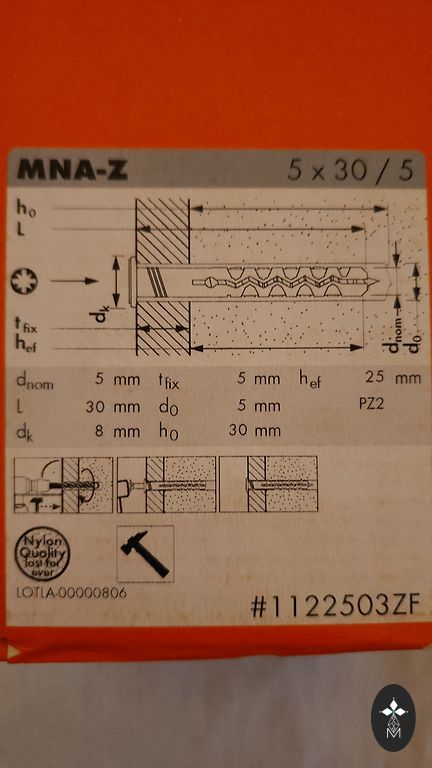 MNA-Z 5 x 30 / 5
h0
L
dk
tfix
hef
dnom
d0
dnom 5 mm tfix 5 mm hef 25 mm
L 30 mm d0 5 mm PZ2
dk 8 mm h0 30 mm
Nylon
Quality
last for
ever
LOTLA-00000806
#1122503ZF
M